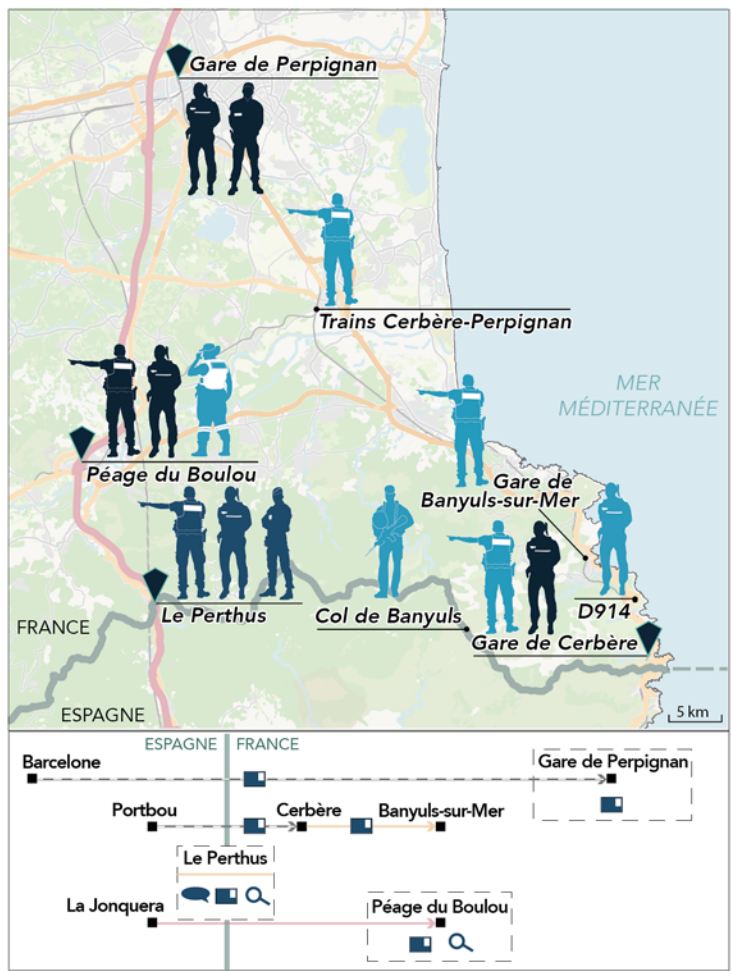 Gare de Perpignan
Trains Cerbère-Perpignan
MER
MÉDITERRANÉE
Péage du Boulou
Gare de
Banyuls-sur-Mer
Le Perthus
Col de Banyuls
D914
FRANCE
Gare de Cerbère
ESPAGNE
5 km
ESPAGNE FRANCE
Barcelone
Gare de Perpignan
Portbou
Cerbère
Banyuls-sur-Mer
Le Perthus
La Jonquera
Péage du Boulou